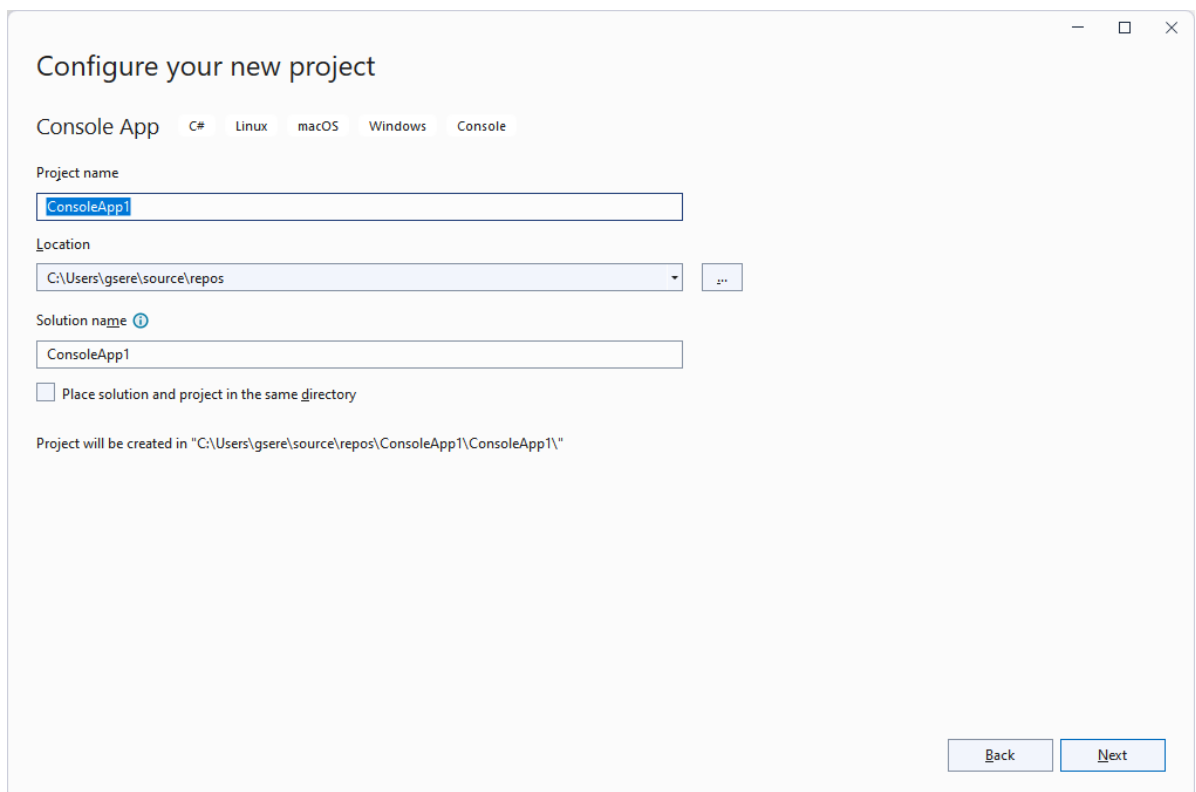 Configure your new project
Console App C# Linux macOS Windows Console
Project name
ConsoleApp1
Location
C:\Users\gsere\source\repos ...
Solution name
ConsoleApp1
Place solution and project in the same directory
Project will be created in "C:\Users\gsere\source\repos\ConsoleApp1\ConsoleApp1\"
Back Next